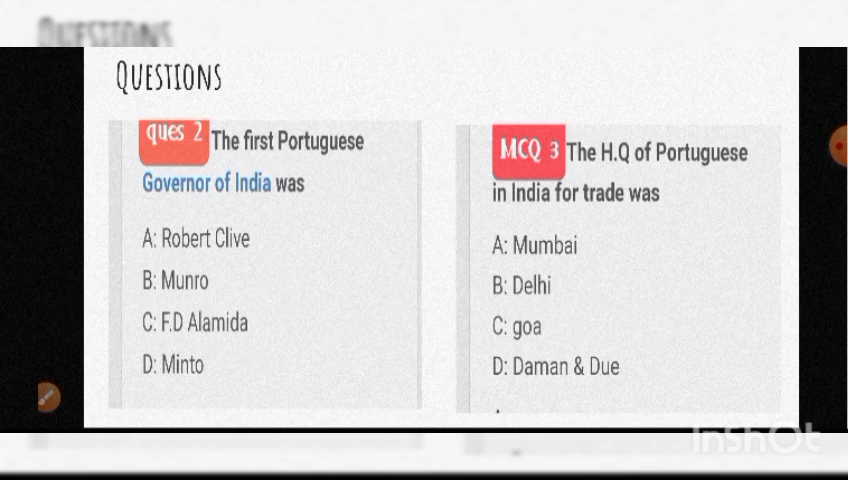 QUESTIONS
QUESTIONS
ques 2 The first Portuguese
Governor of India was
A: Robert Clive
B: Munro
C: F.D Alamida
D: Minto
MCQ 3 The H.Q of Portuguese
in India for trade was
A: Mumbai
B: Delhi
C: goa
D: Daman & Due
InShOt